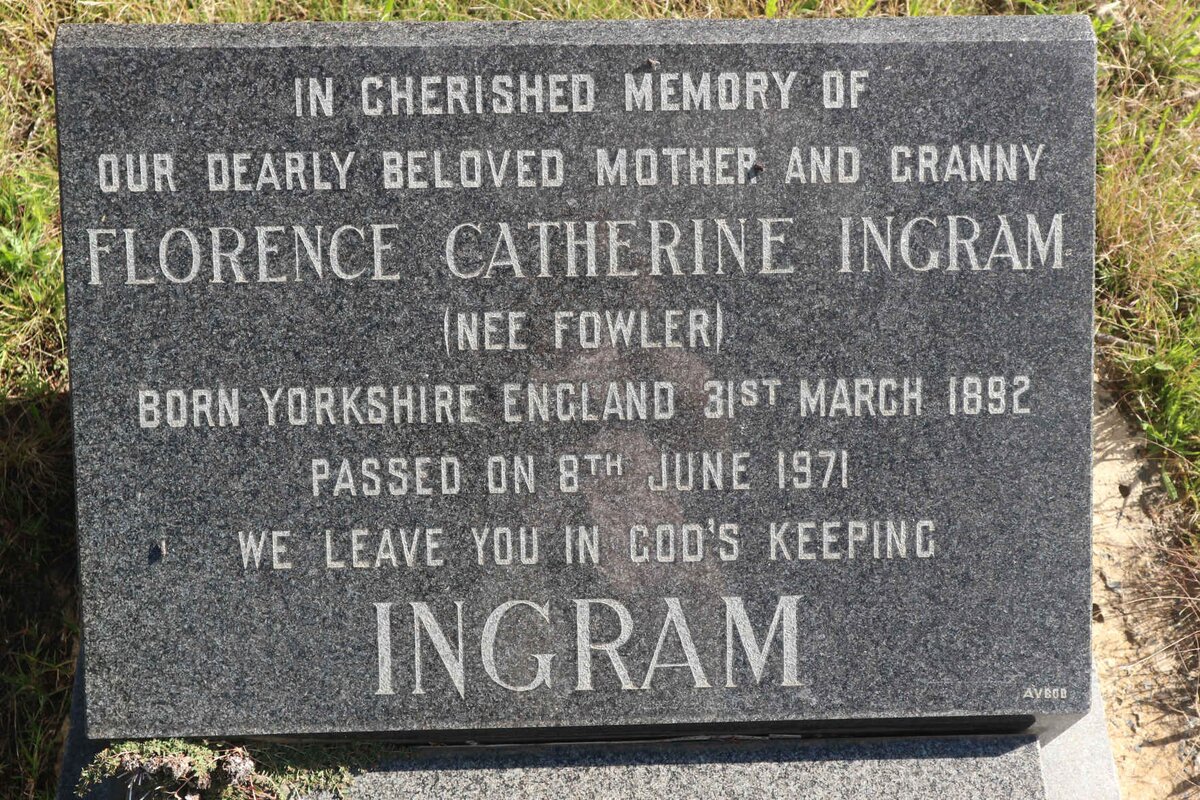 IN CHERISHED MEMORY OF
OUR DEARLY BELOVED MOTHER AND GRANNY
FLORENCE CATHERINE INGRAM
(NEE FOWLER)
BORN YORKSHIRE ENGLAND 31ST MARCH 1892
PASSED ON 8TH JUNE 1971
WE LEAVE YOU IN GOD'S KEEPING
INGRAM